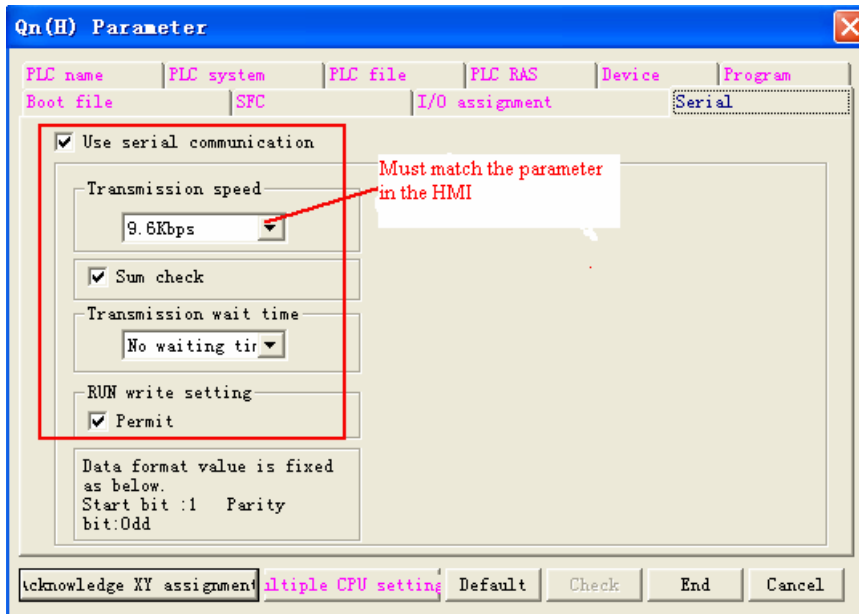 Qn(H) Parameter
PLC name PLC system PLC file PLC RAS Device Program
Boot file SFC I/O assignment Serial
Use serial communication
Must match the parameter
in the HMI
Transmission speed
9.6Kbps
Sum check
Transmission wait time
No waiting tir
RUN write setting
Permit
Data format value is fixed
as below.
Start bit :1 Parity
bit:Odd
cknowledge XY assignment ltiple CPU setting Default Check End Cancel